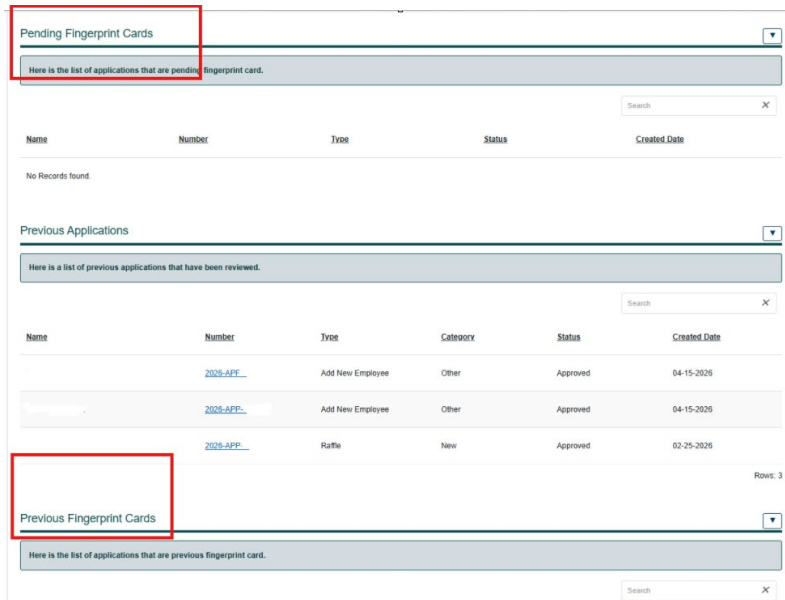 Pending Fingerprint Cards
Here is the list of applications that are pending fingerprint card.
Search
Name Number Type Status Created Date
No Records found.
Previous Applications
Here is a list of previous applications that have been reviewed.
Search
Name Number Type Category Status Created Date
2026-APF Add New Employee Other Approved 04-15-2026
2026-APP- Add New Employee Other Approved 04-15-2026
2026-APP- Raffle New Approved 02-25-2026
Rows: 3
Previous Fingerprint Cards
Here is the list of applications that are previous fingerprint card.
Search